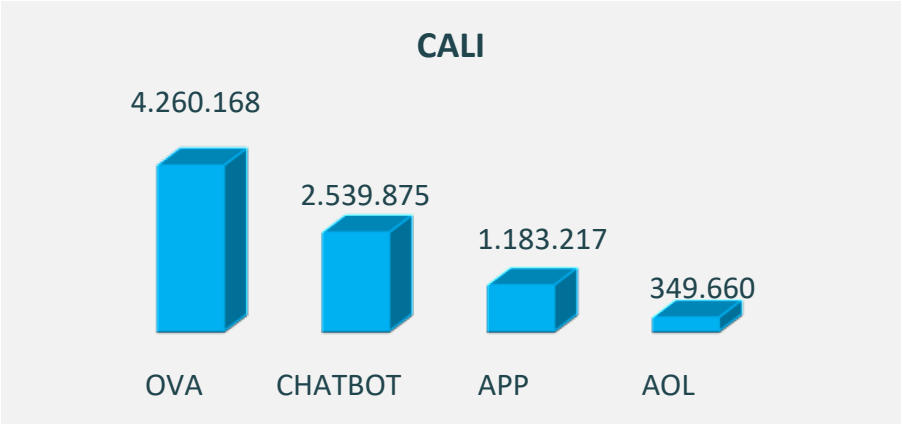 CALI
4.260.168
2.539.875
1.183.217
349.660
OVA CHATBOT APP AOL